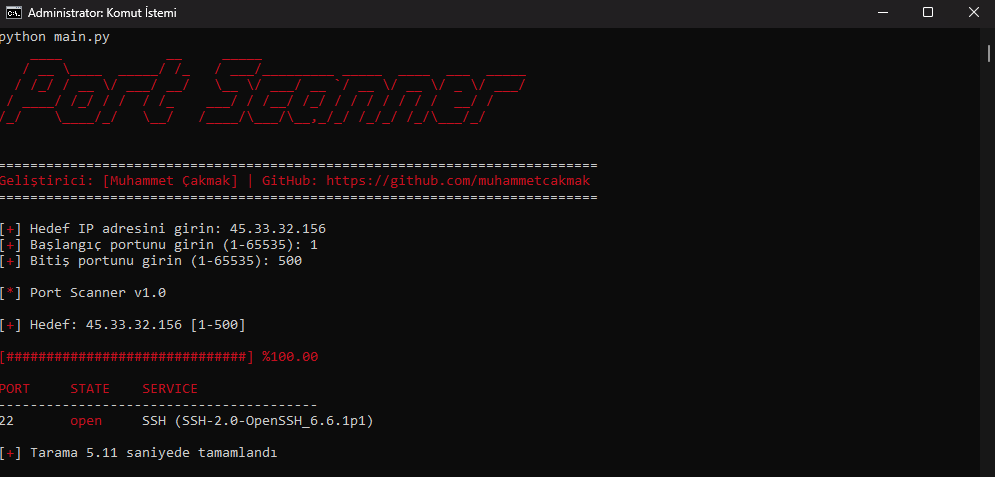 Administrator: Komut İstemi
python main.py
Port Scanner
Geliştirici: [Muhammet Çakmak] | GitHub: https://github.com/muhammetcakmak
[+] Hedef IP adresini girin: 45.33.32.156
[+] Başlangıç portunu girin (1-65535): 1
[+] Bitiş portunu girin (1-65535): 500
[*] Port Scanner v1.0
[+] Hedef: 45.33.32.156 [1-500]
[##############################] %100.00
PORT STATE SERVICE
22 open SSH (SSH-2.0-OpenSSH_6.6.1p1)
[+] Tarama 5.11 saniyede tamamlandı